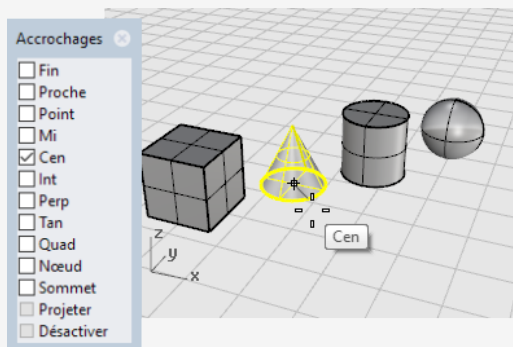 Accrochages
Fin
Proche
Point
Mi
Cen
Int
Perp
Tan
Quad
Nœud
Sommet
Projeter
Désactiver
Cen
z
y
x